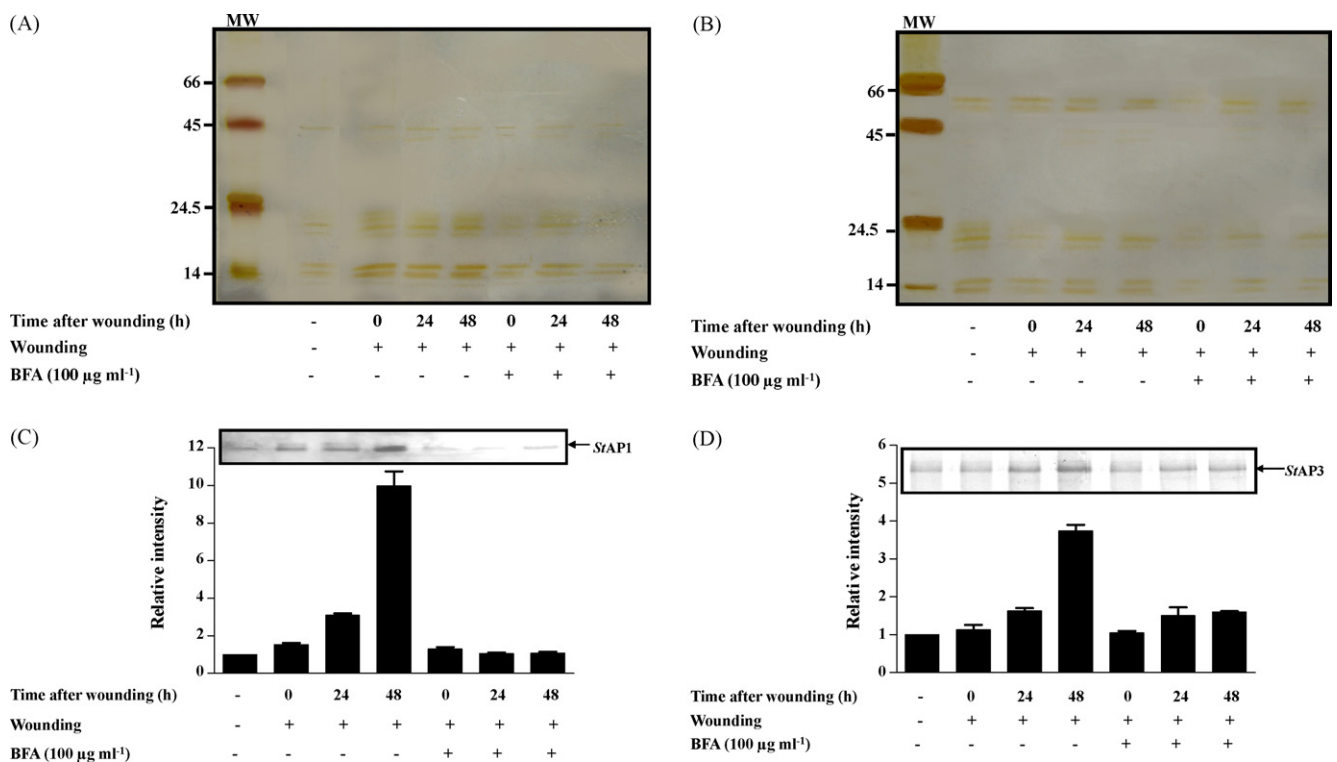 (A)
MW
66
45
24.5
14
Time after wounding (h) - 0 24 48 0 24 48
Wounding - + + + + + +
BFA (100 µg ml-1) - - - - + + +
(B)
MW
66
45
24.5
14
Time after wounding (h) - 0 24 48 0 24 48
Wounding - + + + + + +
BFA (100 µg ml-1) - - - - + + +
(C)
StAP1
12
10
8
6
4
2
0
Relative intensity
Time after wounding (h) - 0 24 48 0 24 48
Wounding - + + + + + +
BFA (100 µg ml-1) - - - - + + +
(D)
StAP3
6
5
4
3
2
1
0
Relative intensity
Time after wounding (h) - 0 24 48 0 24 48
Wounding - + + + + + +
BFA (100 µg ml-1) - - - - + + +